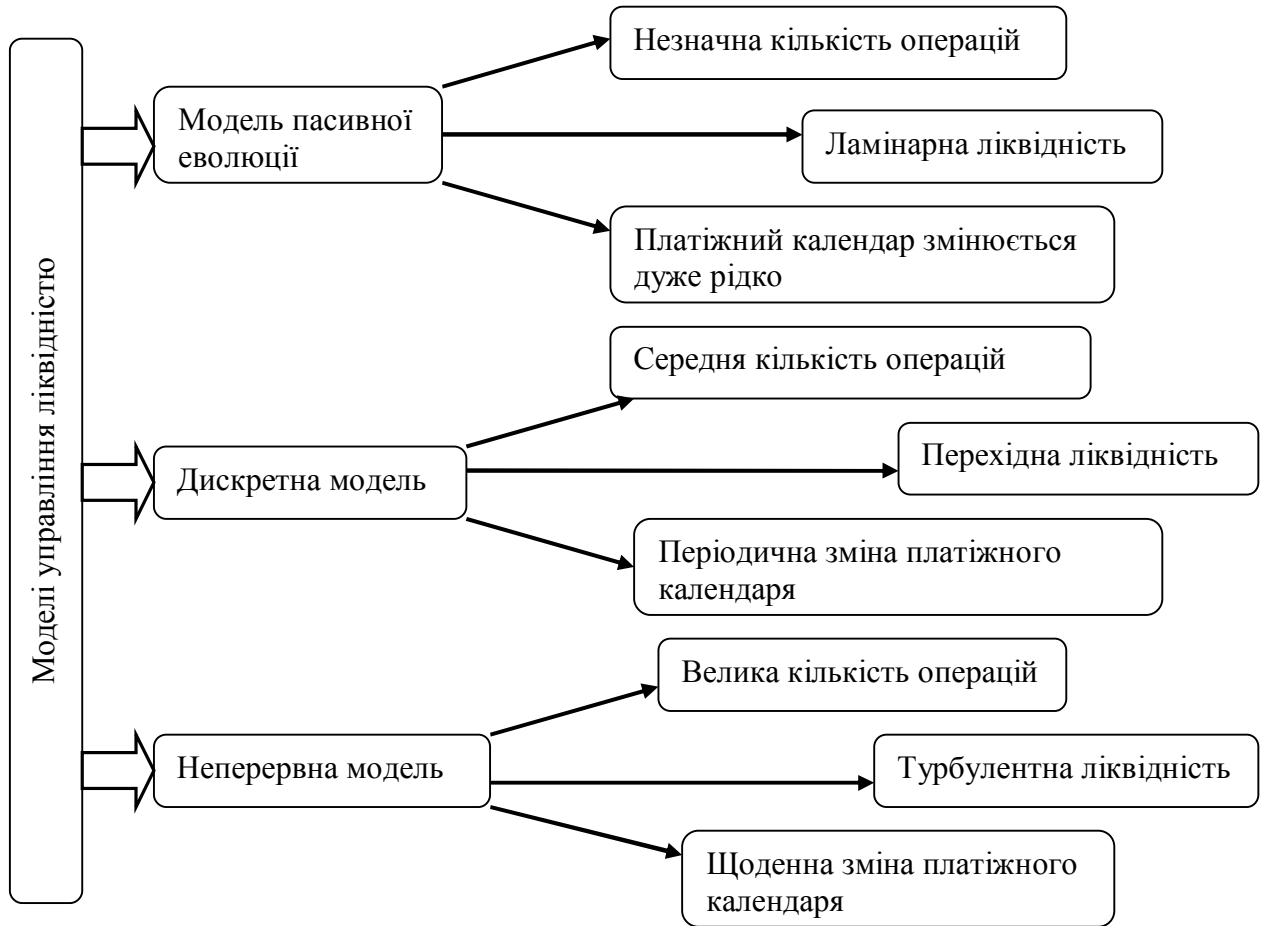 Моделі управління ліквідністю
Модель пасивної
еволюції
Незначна кількість операцій
Ламінарна ліквідність
Платіжний календар змінюється
дуже рідко
Дискретна модель
Середня кількість операцій
Перехідна ліквідність
Періодична зміна платіжного
календаря
Неперервна модель
Велика кількість операцій
Турбулентна ліквідність
Щоденна зміна платіжного
календаря